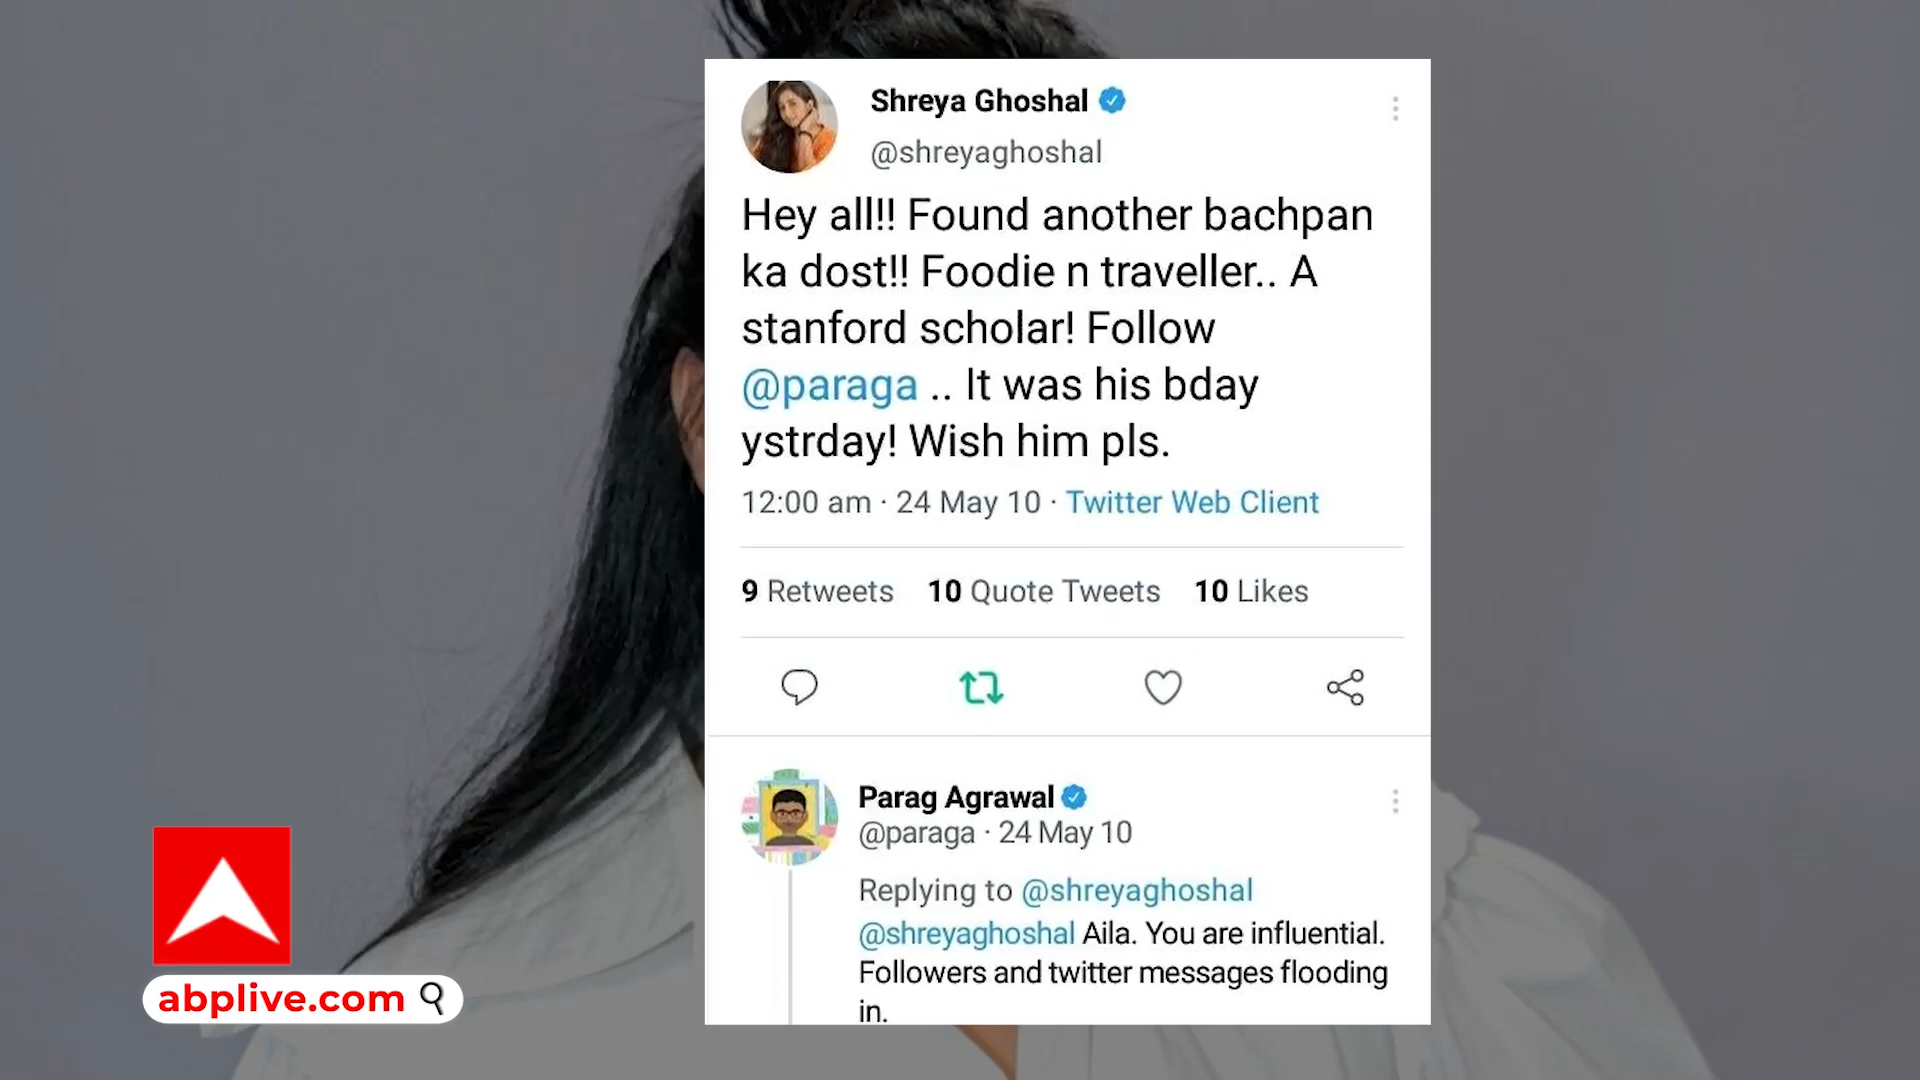 Shreya Ghoshal
@shreyaghoshal
Hey all!! Found another bachpan
ka dost!! Foodie n traveller.. A
stanford scholar! Follow
@paraga .. It was his bday
ystrday! Wish him pls.
12:00 am · 24 May 10 · Twitter Web Client
9 Retweets 10 Quote Tweets 10 Likes
Parag Agrawal
@paraga · 24 May 10
Replying to @shreyaghoshal
@shreyaghoshal Aila. You are influential.
Followers and twitter messages flooding
in.
abplive.com